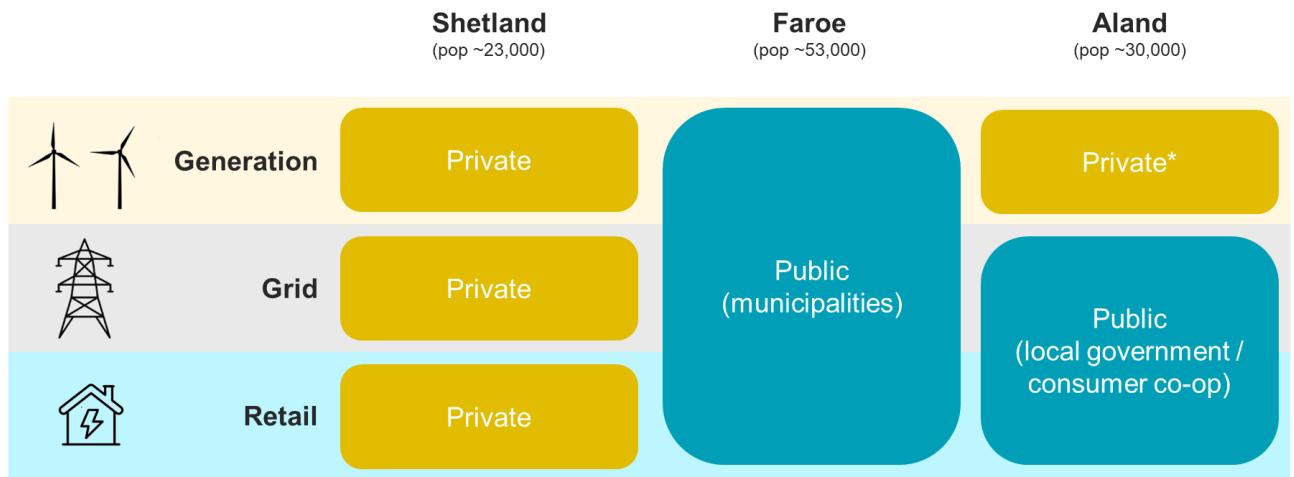 Shetland
(pop ~23,000)
Faroe
(pop ~53,000)
Aland
(pop ~30,000)
Generation
Private
Private*
Grid
Private
Public
(municipalities)
Public
(local government /
consumer co-op)
Retail
Private